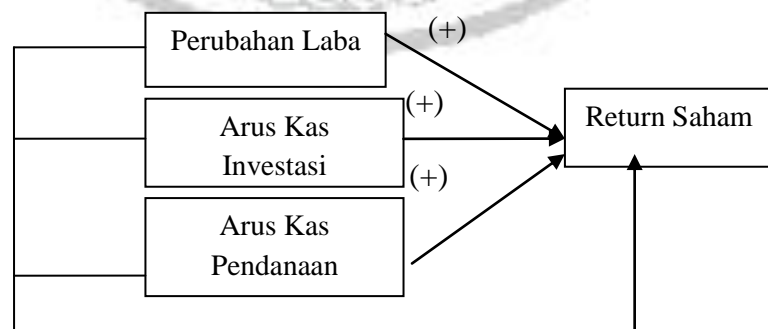 Perubahan Laba
(+)
Arus Kas
Investasi
(+)
Return Saham
Arus Kas
Pendanaan
(+)